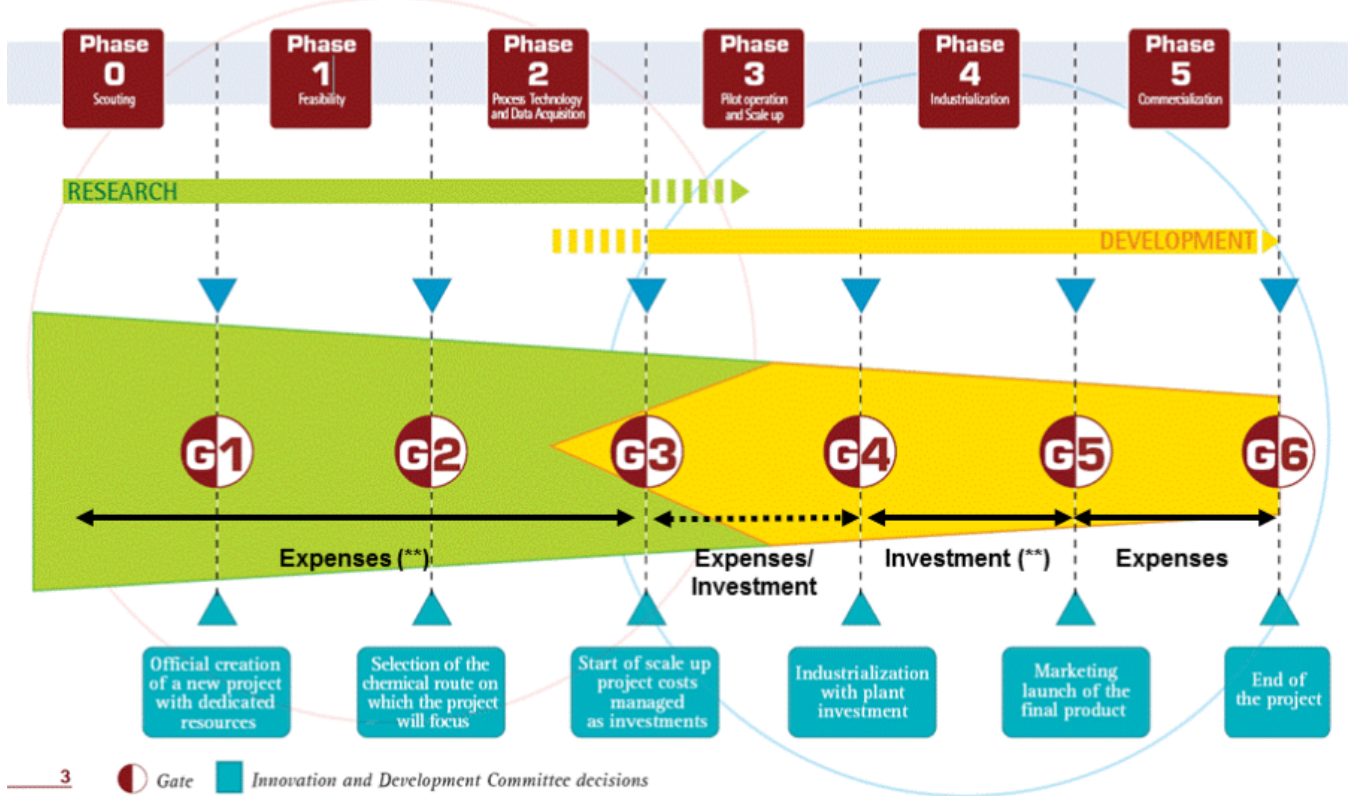 Phase
0
Scouting
Phase
1
Feasibility
Phase
2
Process Technology
and Data Acquisition
Phase
3
Pilot operation
and Scale up
Phase
4
Industrialization
Phase
5
Commercialization
RESEARCH
DEVELOPMENT
G1
G2
G3
G4
G5
G6
Expenses (**)
Expenses/
Investment
Investment (**)
Expenses
Official creation
of a new project
with dedicated
resources
Selection of the
chemical route on
which the project
will focus
Start of scale up
project costs
managed
as investments
Industrialization
with plant
investment
Marketing
launch of the
final product
End of
the project
3
Gate
Innovation and Development Committee decisions